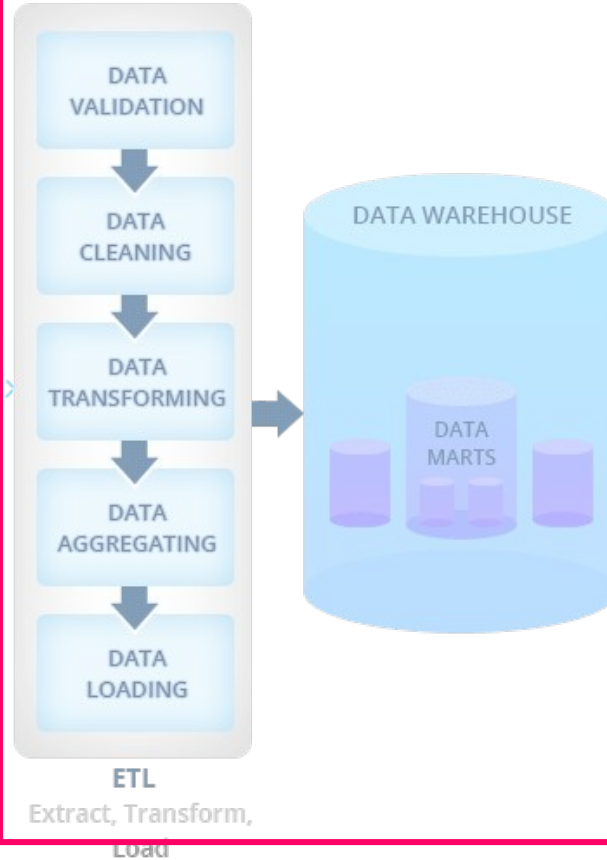 DATA
VALIDATION
DATA
CLEANING
DATA
TRANSFORMING
DATA
AGGREGATING
DATA
LOADING
ETL
Extract, Transform,
Load
DATA WAREHOUSE
DATA
MARTS